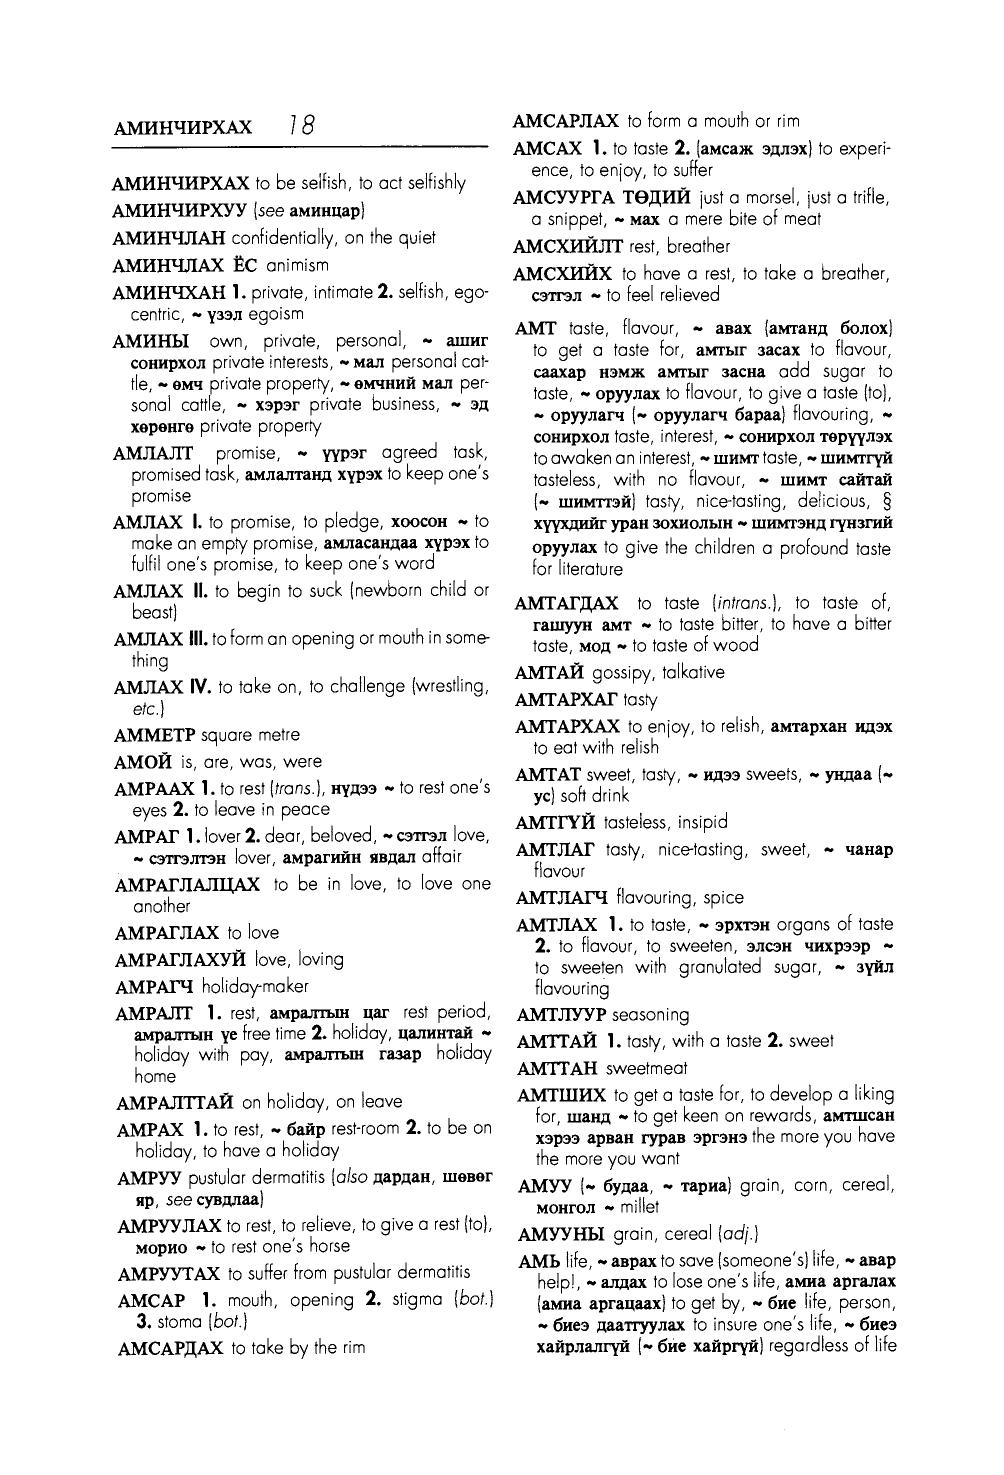 АМИНЧИРХАХ 18
АМИНЧИРХАХ to be selfish, to act selfishly
АМИНЧИРХУУ (see аминцар)
АМИНЧЛАН confidentially, on the quiet
АМИНЧЛАХ ЁС animism
АМИНЧХАН 1. private, intimate 2. selfish, ego-
centric, ~ үзэл egoism
АМИНЫ own, private, personal, ~ ашиг
сонирхол private interests, ~ мал personal cat-
tle, ~ өмч private property, ~ өмчний мал per-
sonal cattle, ~ хэрэг private business, ~ эд
хөрөнгө private property
АМЛАЛТ promise, ~ үүрэг agreed task,
promised task, амлалтанд хүрэх to keep one's
promise
АМЛАХ I. to promise, to pledge, хоосон ~ to
make an empty promise, амласандаа хүрэх to
fulfil one's promise, to keep one's word
АМЛАХ II. to begin to suck (newborn child or
beast)
АМЛАХ III. to form an opening or mouth in some-
thing
АМЛАХ IV. to take on, to challenge (wrestling,
etc.)
АММЕТР square metre
АМОЙ is, are, was, were
АМРААХ 1. to rest (trans.), нүдээ ~ to rest one's
eyes 2. to leave in peace
АМРАГ 1. lover 2. dear, beloved, ~ сэтгэл love,
~ сэтгэлтэн lover, амрагийн явдал affair
АМРАГЛАЛЦАХ to be in love, to love one
another
АМРАГЛАХ to love
АМРАГЛАХУЙ love, loving
АМРАГЧ holiday-maker
АМРАЛТ 1. rest, амралтын цаг rest period,
амралтын үе free time 2. holiday, цалинтай ~
holiday with pay, амралтын газар holiday
home
АМРАЛТТАЙ on holiday, on leave
АМРАХ 1. to rest, ~ байр rest-room 2. to be on
holiday, to have a holiday
АМРУУ pustular dermatitis (also дардан, шөвөг
яр, see сувдлаа)
АМРУУЛАХ to rest, to relieve, to give a rest (to),
морио ~ to rest one's horse
АМРУУТАХ to suffer from pustular dermatitis
АМСАР 1. mouth, opening 2. stigma (bot.)
3. stoma (bot.)
АМСАРДАХ to take by the rim
АМСАРЛАХ to form a mouth or rim
АМСАХ 1. to taste 2. (амсаж эдлэх) to experi-
ence, to enjoy, to suffer
АМСУУРГА ТӨДИЙ just a morsel, just a trifle,
a snippet, ~ мах a mere bite of meat
АМСХИЙЛТ rest, breather
АМСХИЙХ to have a rest, to take a breather,
сэтгэл ~ to feel relieved
АМТ taste, flavour, ~ авах (амтанд болох)
to get a taste for, амтыг засах to flavour,
саахар нэмж амтыг засна add sugar to
taste, ~ оруулах to flavour, to give a taste (to),
~ оруулагч (~ оруулагч бараа) flavouring, ~
сонирхол taste, interest, ~ сонирхол төрүүлэх
to awaken an interest, ~ шимт taste, ~ шимтгүй
tasteless, with no flavour, ~ шимт сайтай
(~ шимттэй) tasty, nice-tasting, delicious, §
хүүхдийг уран зохиолын ~ шимтэнд гүнзгий
оруулах to give the children a profound taste
for literature
АМТАГДАХ to taste (intrans.), to taste of,
гашуун амт ~ to taste bitter, to have a bitter
taste, мод ~ to taste of wood
АМТАЙ gossipy, talkative
АМТАРХАГ tasty
АМТАРХАХ to enjoy, to relish, амтархан идэх
to eat with relish
АМТАТ sweet, tasty, ~ идээ sweets, ~ ундаа (~
ус) soft drink
АМТГҮЙ tasteless, insipid
АМТЛАГ tasty, nice-tasting, sweet, ~ чанар
flavour
АМТЛАГЧ flavouring, spice
АМТЛАХ 1. to taste, ~ эрхтэн organs of taste
2. to flavour, to sweeten, элсэн чихрээр ~
to sweeten with granulated sugar, ~ зүйл
flavouring
АМТЛУУР seasoning
АМТТАЙ 1. tasty, with a taste 2. sweet
АМТТАН sweetmeat
АМТШИХ to get a taste for, to develop a liking
for, шанд ~ to get keen on rewards, амтшсан
хэрээ арван гурав эргэнэ the more you have
the more you want
АМУУ (~ будаа, ~ тариа) grain, corn, cereal,
монгол ~ millet
АМУУНЫ grain, cereal (adj.)
АМЬ life, ~ аврах to save (someone's) life, ~ авар
help!, ~ алдах to lose one's life, амиа аргалах
(амиа аргацаах) to get by, ~ бие life, person,
~ биеэ даатгуулах to insure one's life, ~ биеэ
хайрлалгүй (~ бие хайргүй) regardless of life